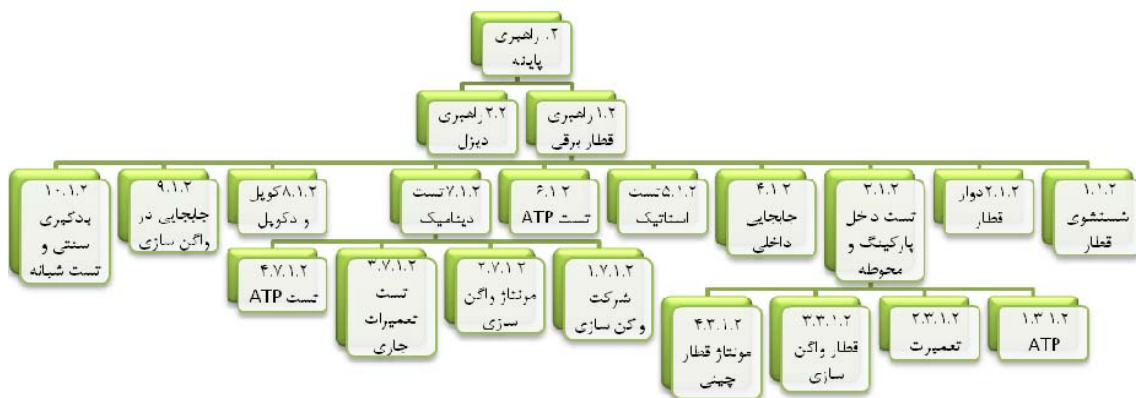 ۲. راهبری
پایانه
۱.۲ راهبری
قطار برقی
۲.۲ راهبری
دیزل
۱.۱.۲
شستشوی
قطار
۲.۱.۲ دوار
قطار
۳.۱.۲
تست دخل
پارکینگ و
محوطه
۴.۱.۲
جابجایی
داخلی
۵.۱.۲ تست
استاتیک
۶.۱.۲
تست ATP
۷.۱.۲ تست
دینامیک
۸.۱.۲ کوپل
و دکوپل
۹.۱.۲
جابجایی در
واگن سازی
۱۰.۱.۲
یدگیری
سنتی و
تست شبانه
۱.۳.۱.۲
ATP
۲.۳.۱.۲
تعمیرت
۳.۳.۱.۲
قطار واگن
سازی
۴.۳.۱.۲
مونتاژ قطار
چینی
۱.۷.۱.۲
شرکت
وکن سازی
۲.۷.۱.۲
مونتاژ واگن
سازی
۳.۷.۱.۲
تست
تعمیرات
جاری
۴.۷.۱.۲
تست ATP